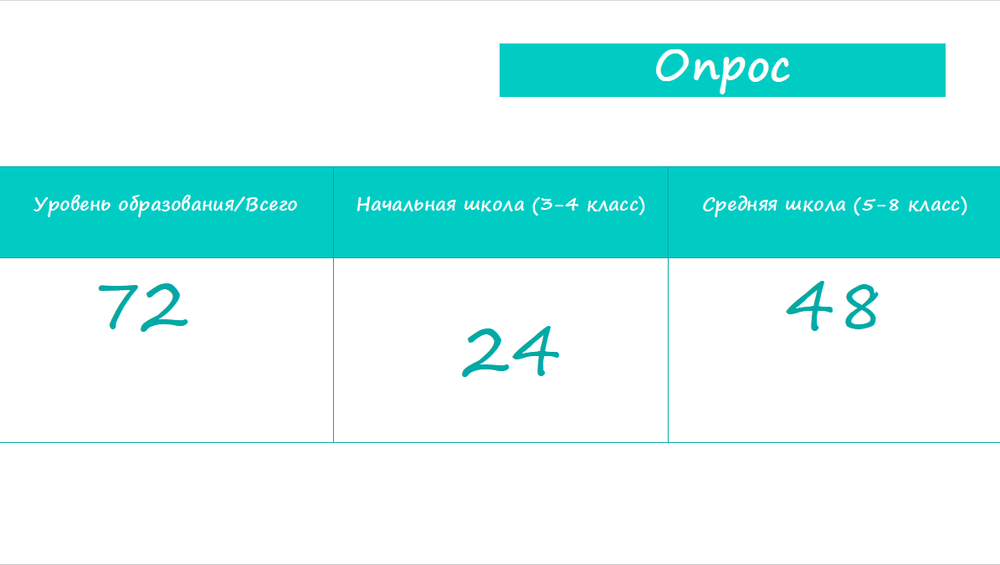 Опрос
Уровень образования/Всего
Начальная школа (3-4 класс)
Средняя школа (5-8 класс)
72
24
48